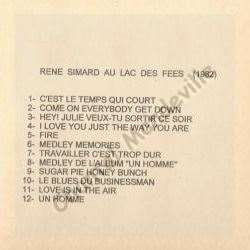 RENE SIMARD AU LAC DES FEES (1982)
1- C'EST LE TEMPS QUI COURT
2- COME ON EVERYBODY GET DOWN
3- HEY! JULIE VEUX-TU SORTIR CE SOIR
4- I LOVE YOU JUST THE WAY YOU ARE
5- FIRE
6- MEDLEY MEMORIES
7- TRAVAILLER C'EST TROP DUR
8- MEDLEY DE L'ALBUM "UN HOMME"
9- SUGAR PIE HONEY BUNCH
10- LE BLUES DU BUSINESSMAN
11- LOVE IS IN THE AIR
12- UN HOMME